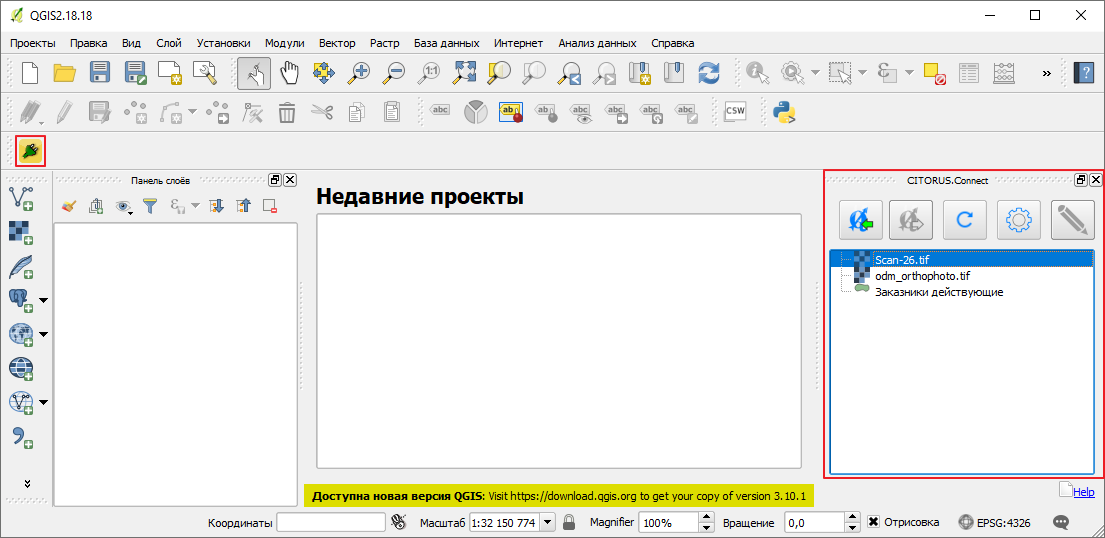 QGIS2.18.18
Проекты Правка Вид Слой Установки Модули Вектор Растр База данных Интернет Анализ данных Справка
1:1
»
?
abc abc ab abc abc abc abc CSW
Панель слоёв
CITORUS.Connect
Недавние проекты
Scan-26.tif
odm_orthophoto.tif
Заказники действующие
Доступна новая версия QGIS: Visit https://download.qgis.org to get your copy of version 3.10.1
Help
Координаты Масштаб 1:32 150 774 Magnifier 100% Вращение 0,0 Отрисовка EPSG:4326